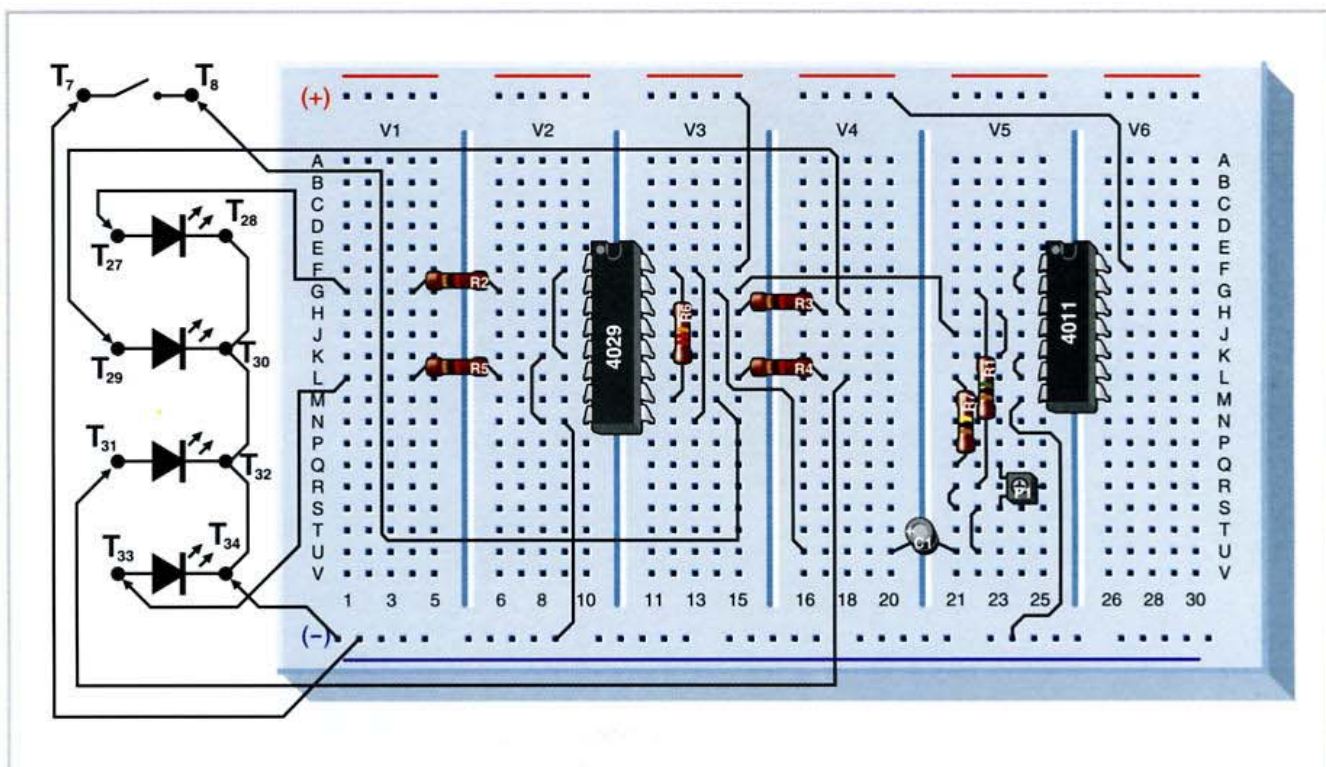 T7 T8
(+)
V1 V2 V3 V4 V5 V6
A A
B B
C C
T28 D D
T27 E E
F F
R2 G G
R3 R6 H H
4029 4011
T29 T30 J J
K K
R5 R4 R1 L L
M M
R7 N N
P P
T31 T32 Q Q
P1 R R
S S
T T
T33 T34 C1 U U
V V
1 3 5 6 8 10 11 13 15 16 18 20 21 23 25 26 28 30
(-)